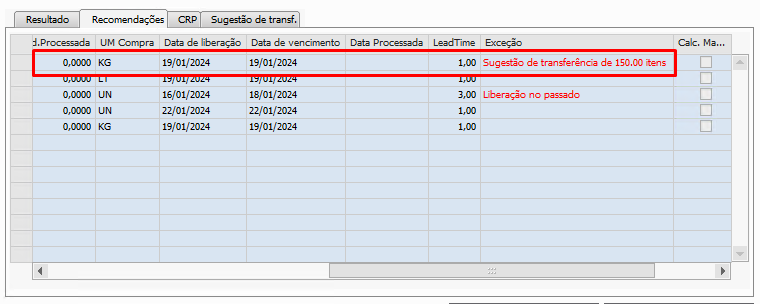 Resultado Recomendações CRP Sugestão de transf.
d.Processada UM Compra Data de liberação Data de vencimento Data Processada LeadTime Exceção Calc. Ma...
0,0000 KG 19/01/2024 19/01/2024 1,00 Sugestão de transferência de 150.00 itens
0,0000 LT 19/01/2024 19/01/2024 1,00
0,0000 UN 16/01/2024 18/01/2024 3,00 Liberação no passado
0,0000 UN 22/01/2024 22/01/2024 1,00
0,0000 KG 19/01/2024 19/01/2024 1,00